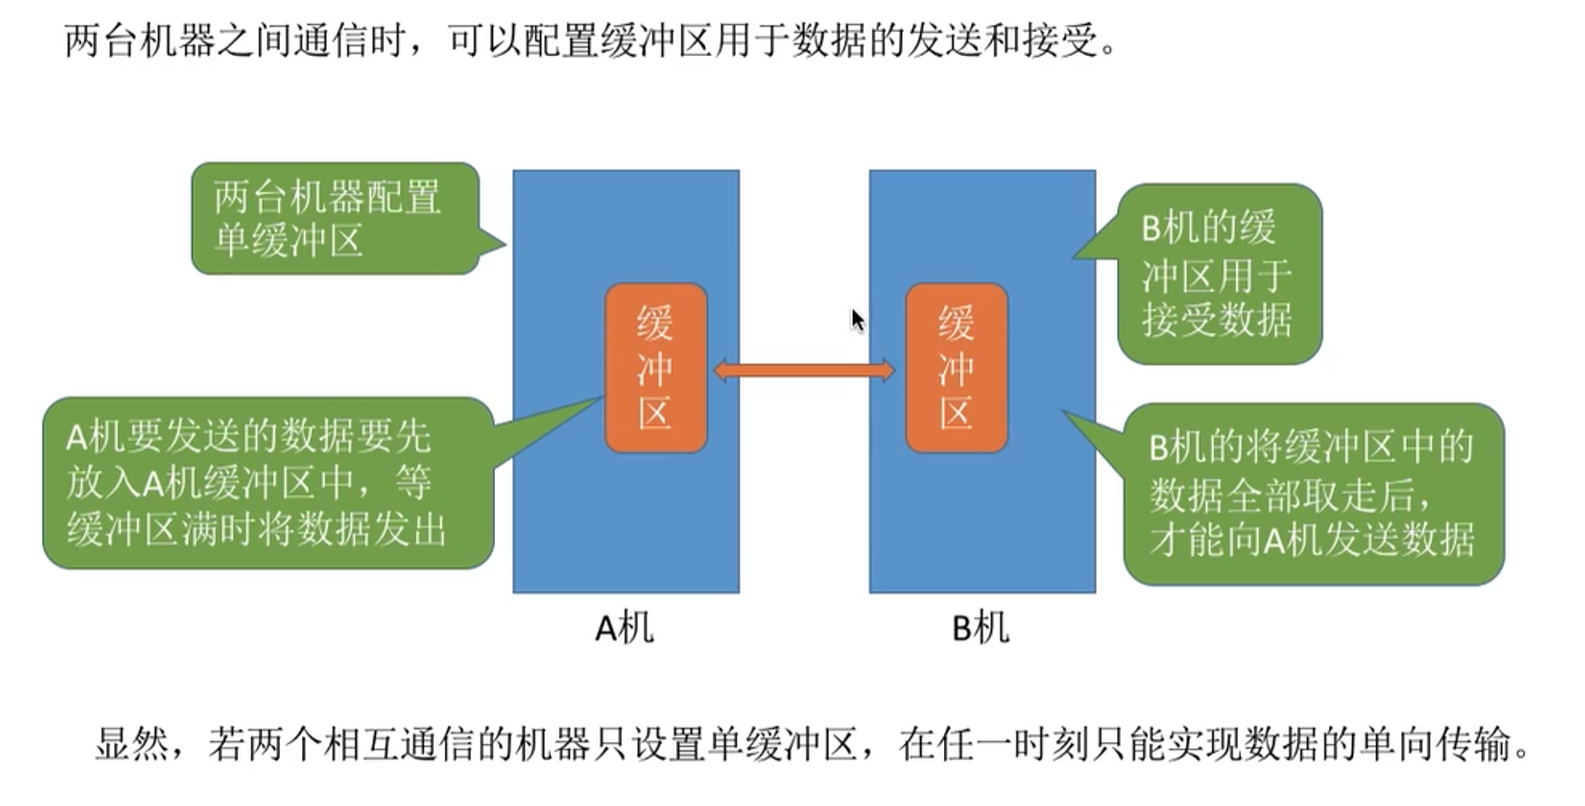 两台机器之间通信时，可以配置缓冲区用于数据的发送和接受。
两台机器配置
单缓冲区
B机的缓
冲区用于
接受数据
缓
冲
区
缓
冲
区
A机要发送的数据要先
放入A机缓冲区中，等
缓冲区满时将数据发出
B机的将缓冲区中的
数据全部取走后，
才能向A机发送数据
A机
B机
显然，若两个相互通信的机器只设置单缓冲区，在任一时刻只能实现数据的单向传输。